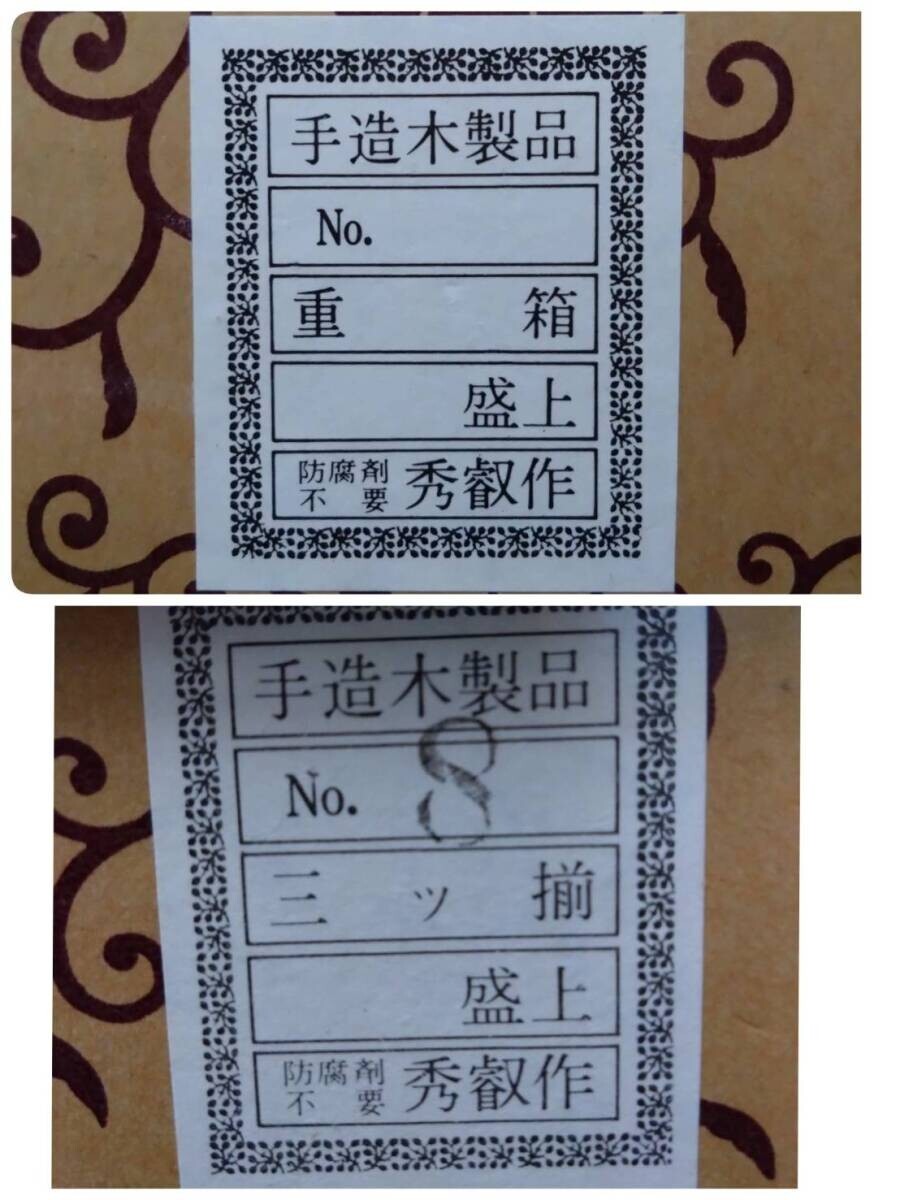 手造木製品
No.
重箱
盛上
防腐剤
不要
秀叡作
手造木製品
No. 8
三ッ揃
盛上
防腐剤
不要
秀叡作